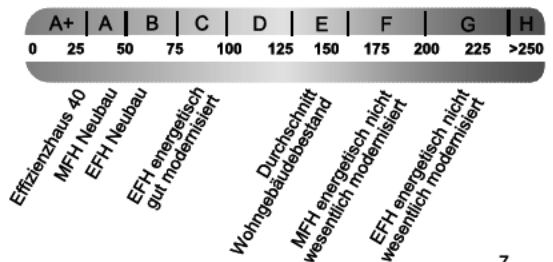 A+ A B C D E F G H
0 25 50 75 100 125 150 175 200 225 >250
Effizienzhaus 40
MFH Neubau
EFH Neubau
EFH energetisch
gut modernisiert
Durchschnitt
Wohngebäudebestand
MFH energetisch nicht
wesentlich modernisiert
EFH energetisch nicht
wesentlich modernisiert
7